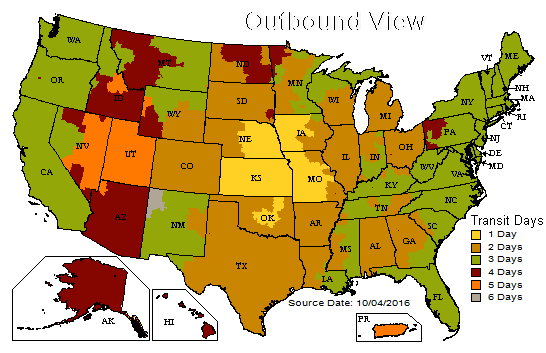 Outbound View
WA
OR
CA
NV
ID
MT
WY
UT
AZ
CO
NM
ND
SD
NE
KS
OK
TX
MN
IA
MO
AR
LA
WI
IL
MI
IN
OH
KY
TN
MS
AL
GA
FL
SC
NC
VA
WV
PA
NY
VT
ME
NH
MA
RI
CT
NJ
DE
MD
AK
HI
PR
Transit Days
1 Day
2 Days
3 Days
4 Days
5 Days
6 Days
Source Date: 10/04/2016